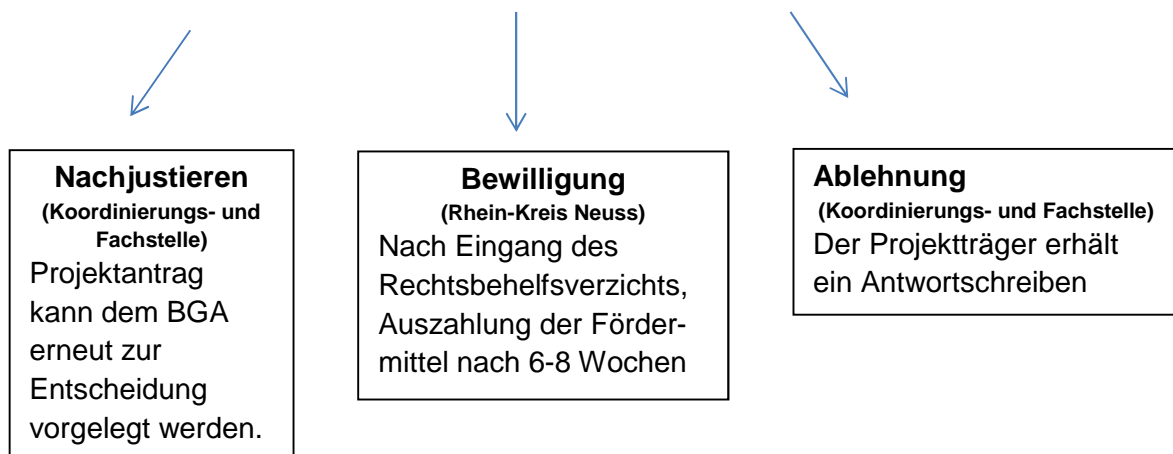 Nachjustieren
(Koordinierungs- und
Fachstelle)
Projektantrag
kann dem BGA
erneut zur
Entscheidung
vorgelegt werden.
Bewilligung
(Rhein-Kreis Neuss)
Nach Eingang des
Rechtsbehelfsverzichts,
Auszahlung der Förder-
mittel nach 6-8 Wochen
Ablehnung
(Koordinierungs- und Fachstelle)
Der Projektträger erhält
ein Antwortschreiben